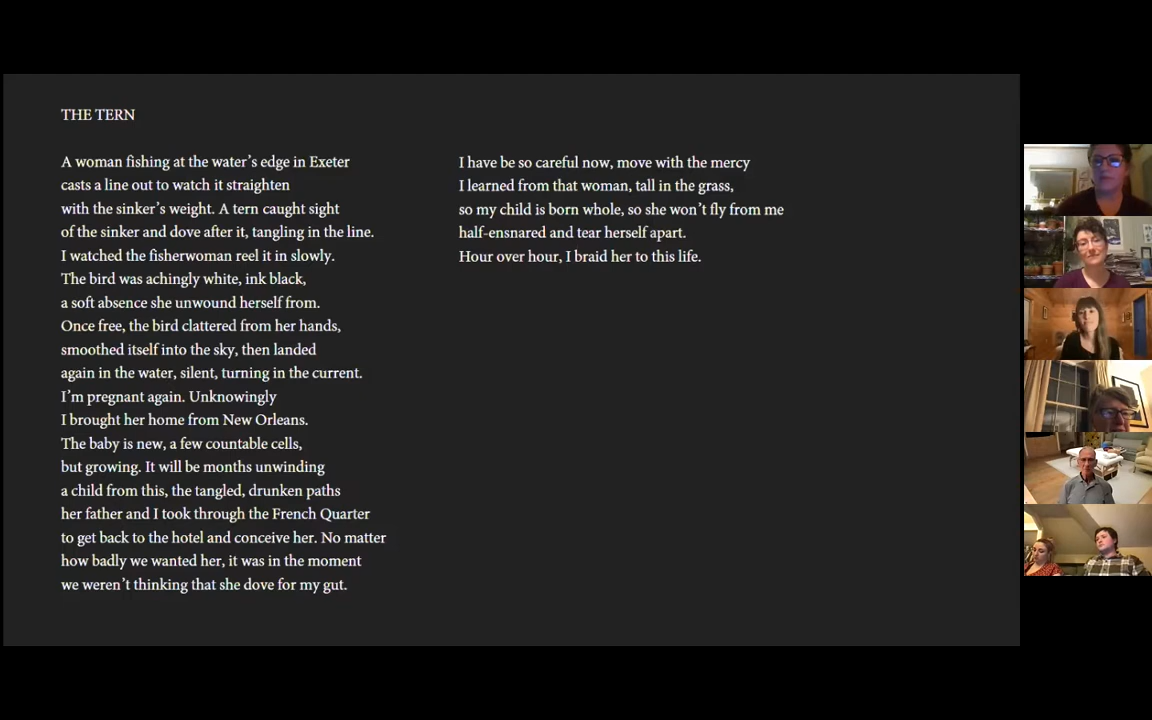 THE TERN
A woman fishing at the water’s edge in Exeter
casts a line out to watch it straighten
with the sinker’s weight. A tern caught sight
of the sinker and dove after it, tangling in the line.
I watched the fisherwoman reel it in slowly.
The bird was achingly white, ink black,
a soft absence she unwound herself from.
Once free, the bird clattered from her hands,
smoothed itself into the sky, then landed
again in the water, silent, turning in the current.
I’m pregnant again. Unknowingly
I brought her home from New Orleans.
The baby is new, a few countable cells,
but growing. It will be months unwinding
a child from this, the tangled, drunken paths
her father and I took through the French Quarter
to get back to the hotel and conceive her. No matter
how badly we wanted her, it was in the moment
we weren’t thinking that she dove for my gut.
I have be so careful now, move with the mercy
I learned from that woman, tall in the grass,
so my child is born whole, so she won’t fly from me
half-ensnared and tear herself apart.
Hour over hour, I braid her to this life.